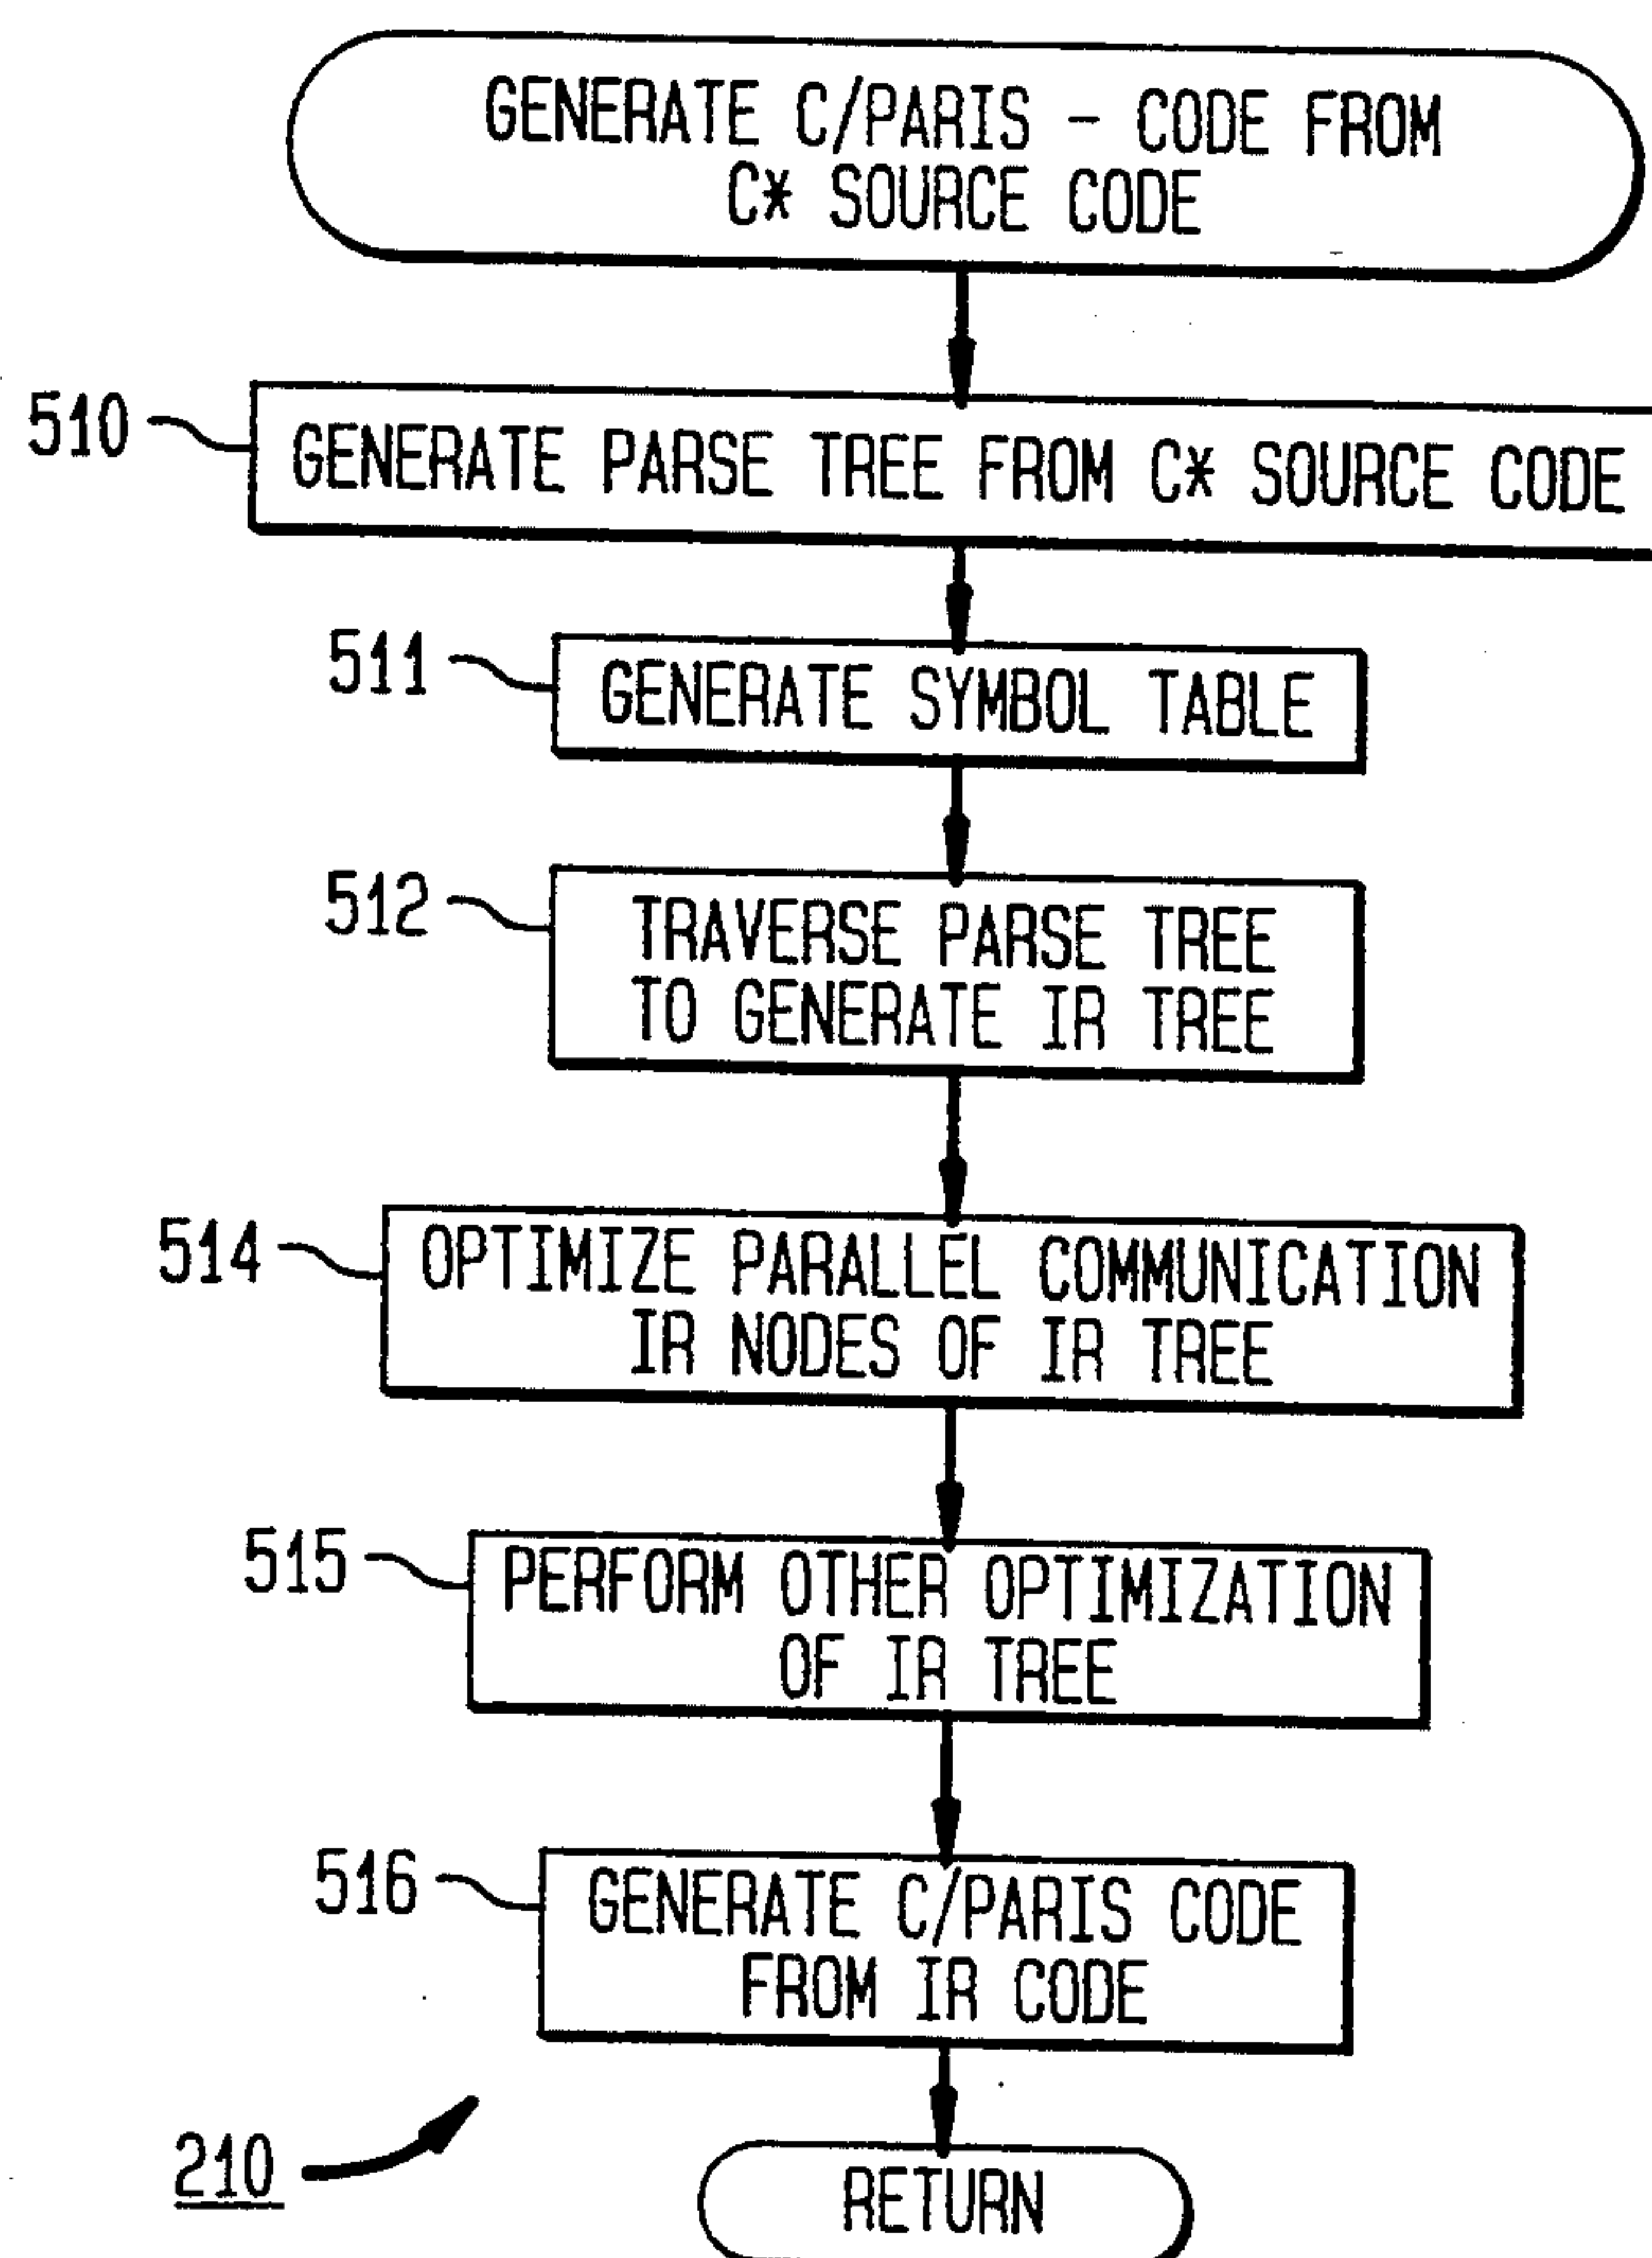 GENERATE C/PARIS - CODE FROM
C* SOURCE CODE
510
GENERATE PARSE TREE FROM C* SOURCE CODE
511
GENERATE SYMBOL TABLE
512
TRAVERSE PARSE TREE
TO GENERATE IR TREE
514
OPTIMIZE PARALLEL COMMUNICATION
IR NODES OF IR TREE
515
PERFORM OTHER OPTIMIZATION
OF IR TREE
516
GENERATE C/PARIS CODE
FROM IR CODE
210
RETURN